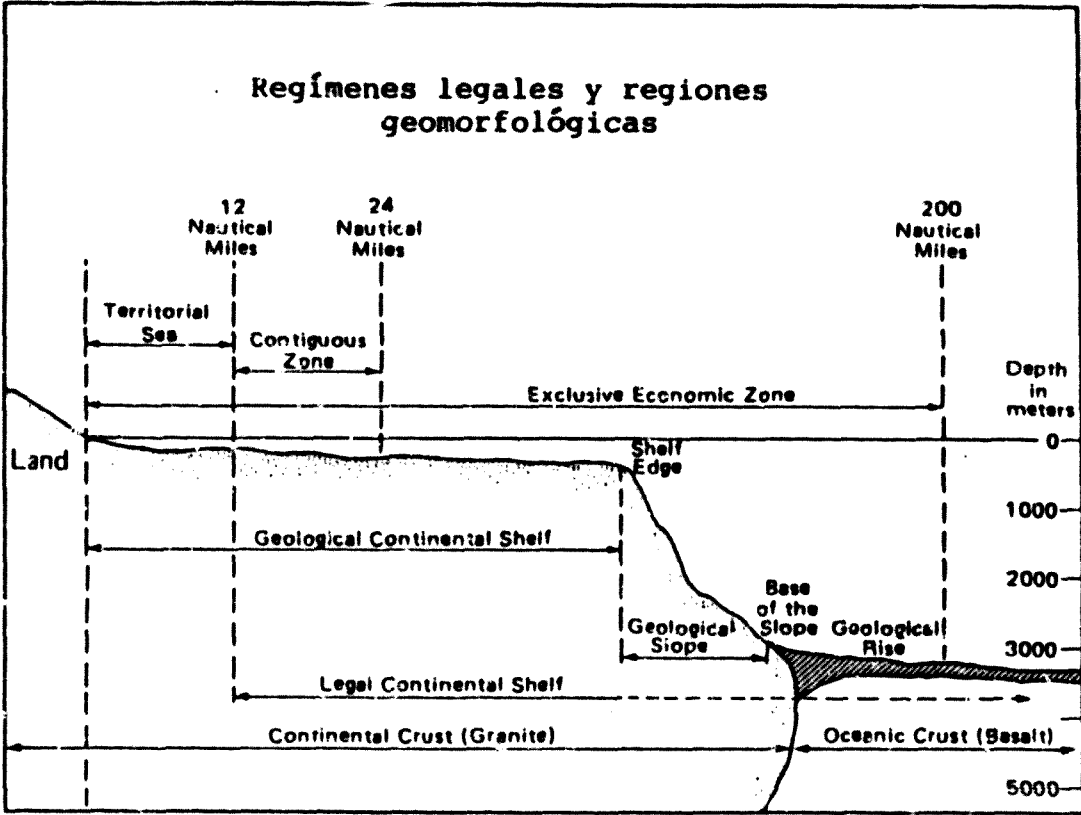 Regímenes legales y regiones
geomorfológicas
12
Nautical
Miles
24
Nautical
Miles
200
Nautical
Miles
Territorial
Sea
Contiguous
Zone
Exclusive Economic Zone
Depth
in
meters
0
Land
Shelf
Edge
1000
Geological Continental Shelf
2000
Base
of the
Slope
Geological
Slope
Geological
Rise
3000
Legal Continental Shelf
Continental Crust (Granite)
Oceanic Crust (Basalt)
5000